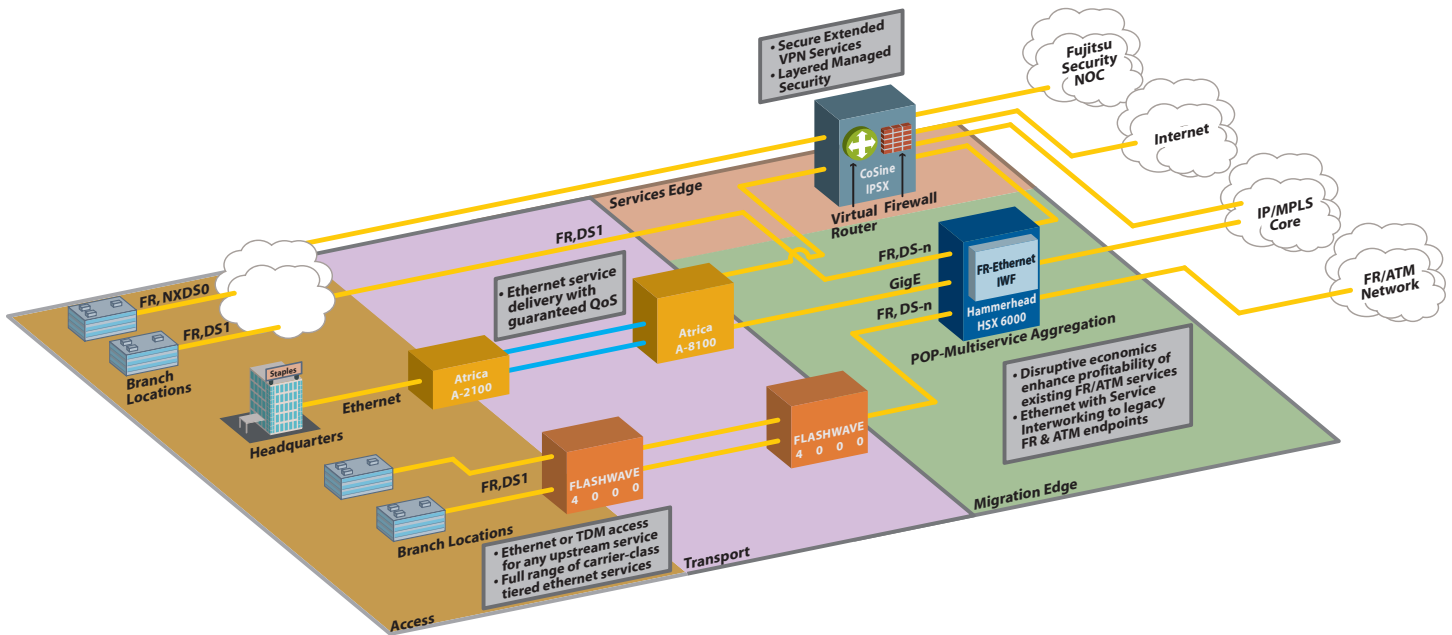 • Secure Extended
VPN Services
• Layered Managed
Security
Fujitsu
Security
NOC
Internet
IP/MPLS
Core
FR/ATM
Network
CoSine
IPSX
Virtual
Router
Firewall
Services Edge
FR,DS1
FR, NXDS0
FR,DS1
Branch
Locations
• Ethernet service
delivery with
guaranteed QoS
FR,DS-n
GigE
FR, DS-n
FR-Ethernet
IWF
Hammerhead
HSX 6000
POP-Multiservice Aggregation
Atrica
A-8100
Atrica
A-2100
Staples
Ethernet
Headquarters
• Disruptive economics
enhance profitability of
existing FR/ATM services
• Ethernet with Service
Interworking to legacy
FR & ATM endpoints
FLASHWAVE
4 0 0 0
FLASHWAVE
4 0 0 0
FR,DS1
Branch Locations
• Ethernet or TDM access
for any upstream service
• Full range of carrier-class
tiered ethernet services
Migration Edge
Transport
Access